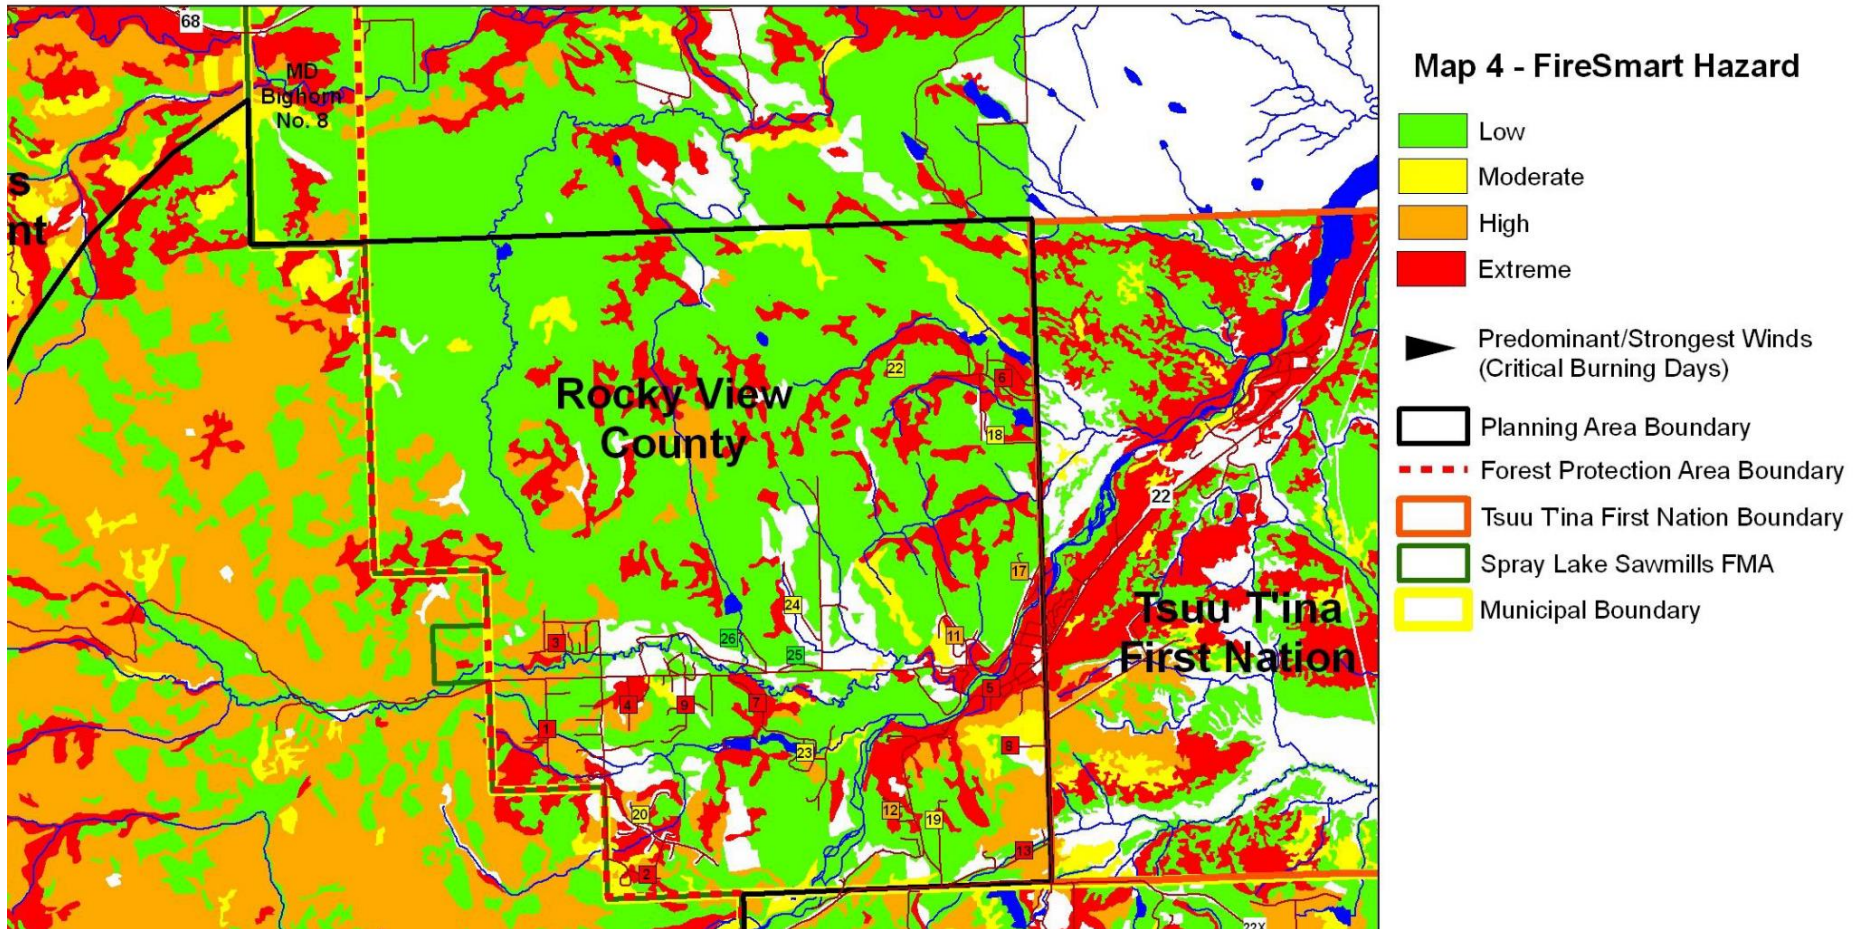 68
MD
Bighorn
No. 8
s
nt
Rocky View
County
22
6
18
22
17
24
26
25
11
3
Tsuu T'ina
First Nation
5
4
9
7
1
23
8
12
19
20
13
2
22X
Map 4 - FireSmart Hazard
Low
Moderate
High
Extreme
Predominant/Strongest Winds
(Critical Burning Days)
Planning Area Boundary
Forest Protection Area Boundary
Tsuu T'ina First Nation Boundary
Spray Lake Sawmills FMA
Municipal Boundary